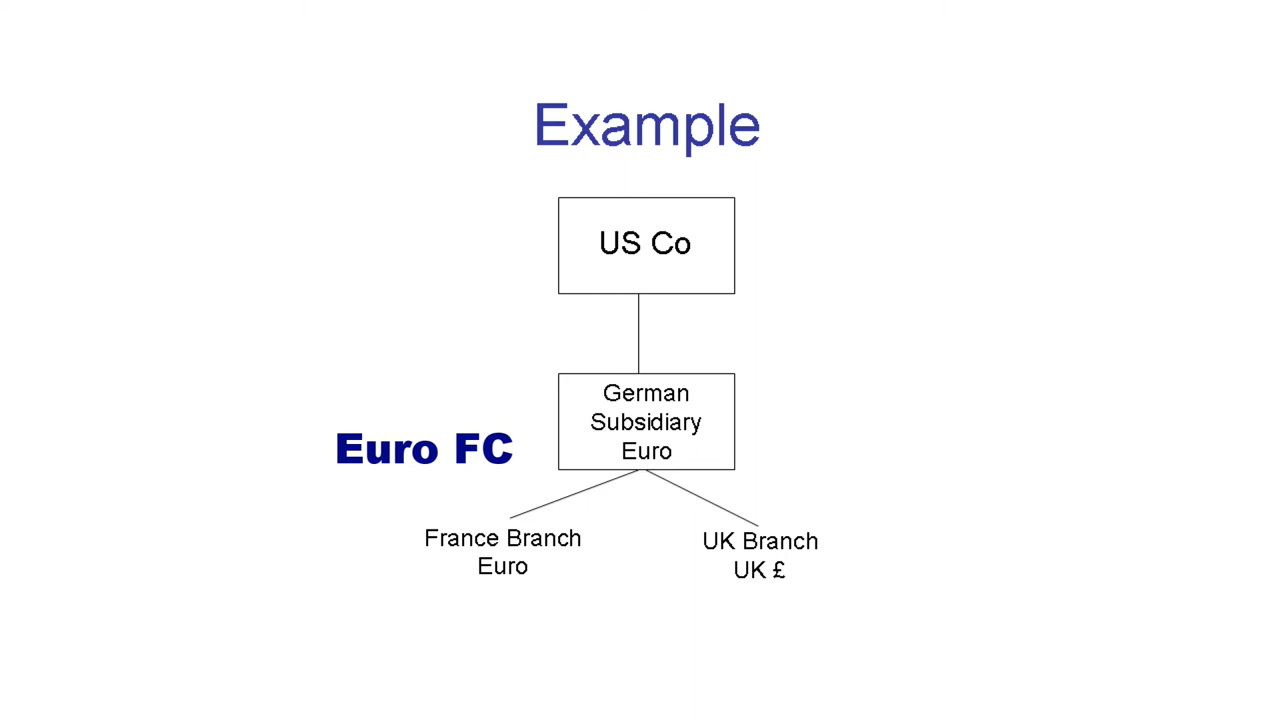 Example
US Co
German
Subsidiary
Euro
Euro FC
France Branch
Euro
UK Branch
UK £